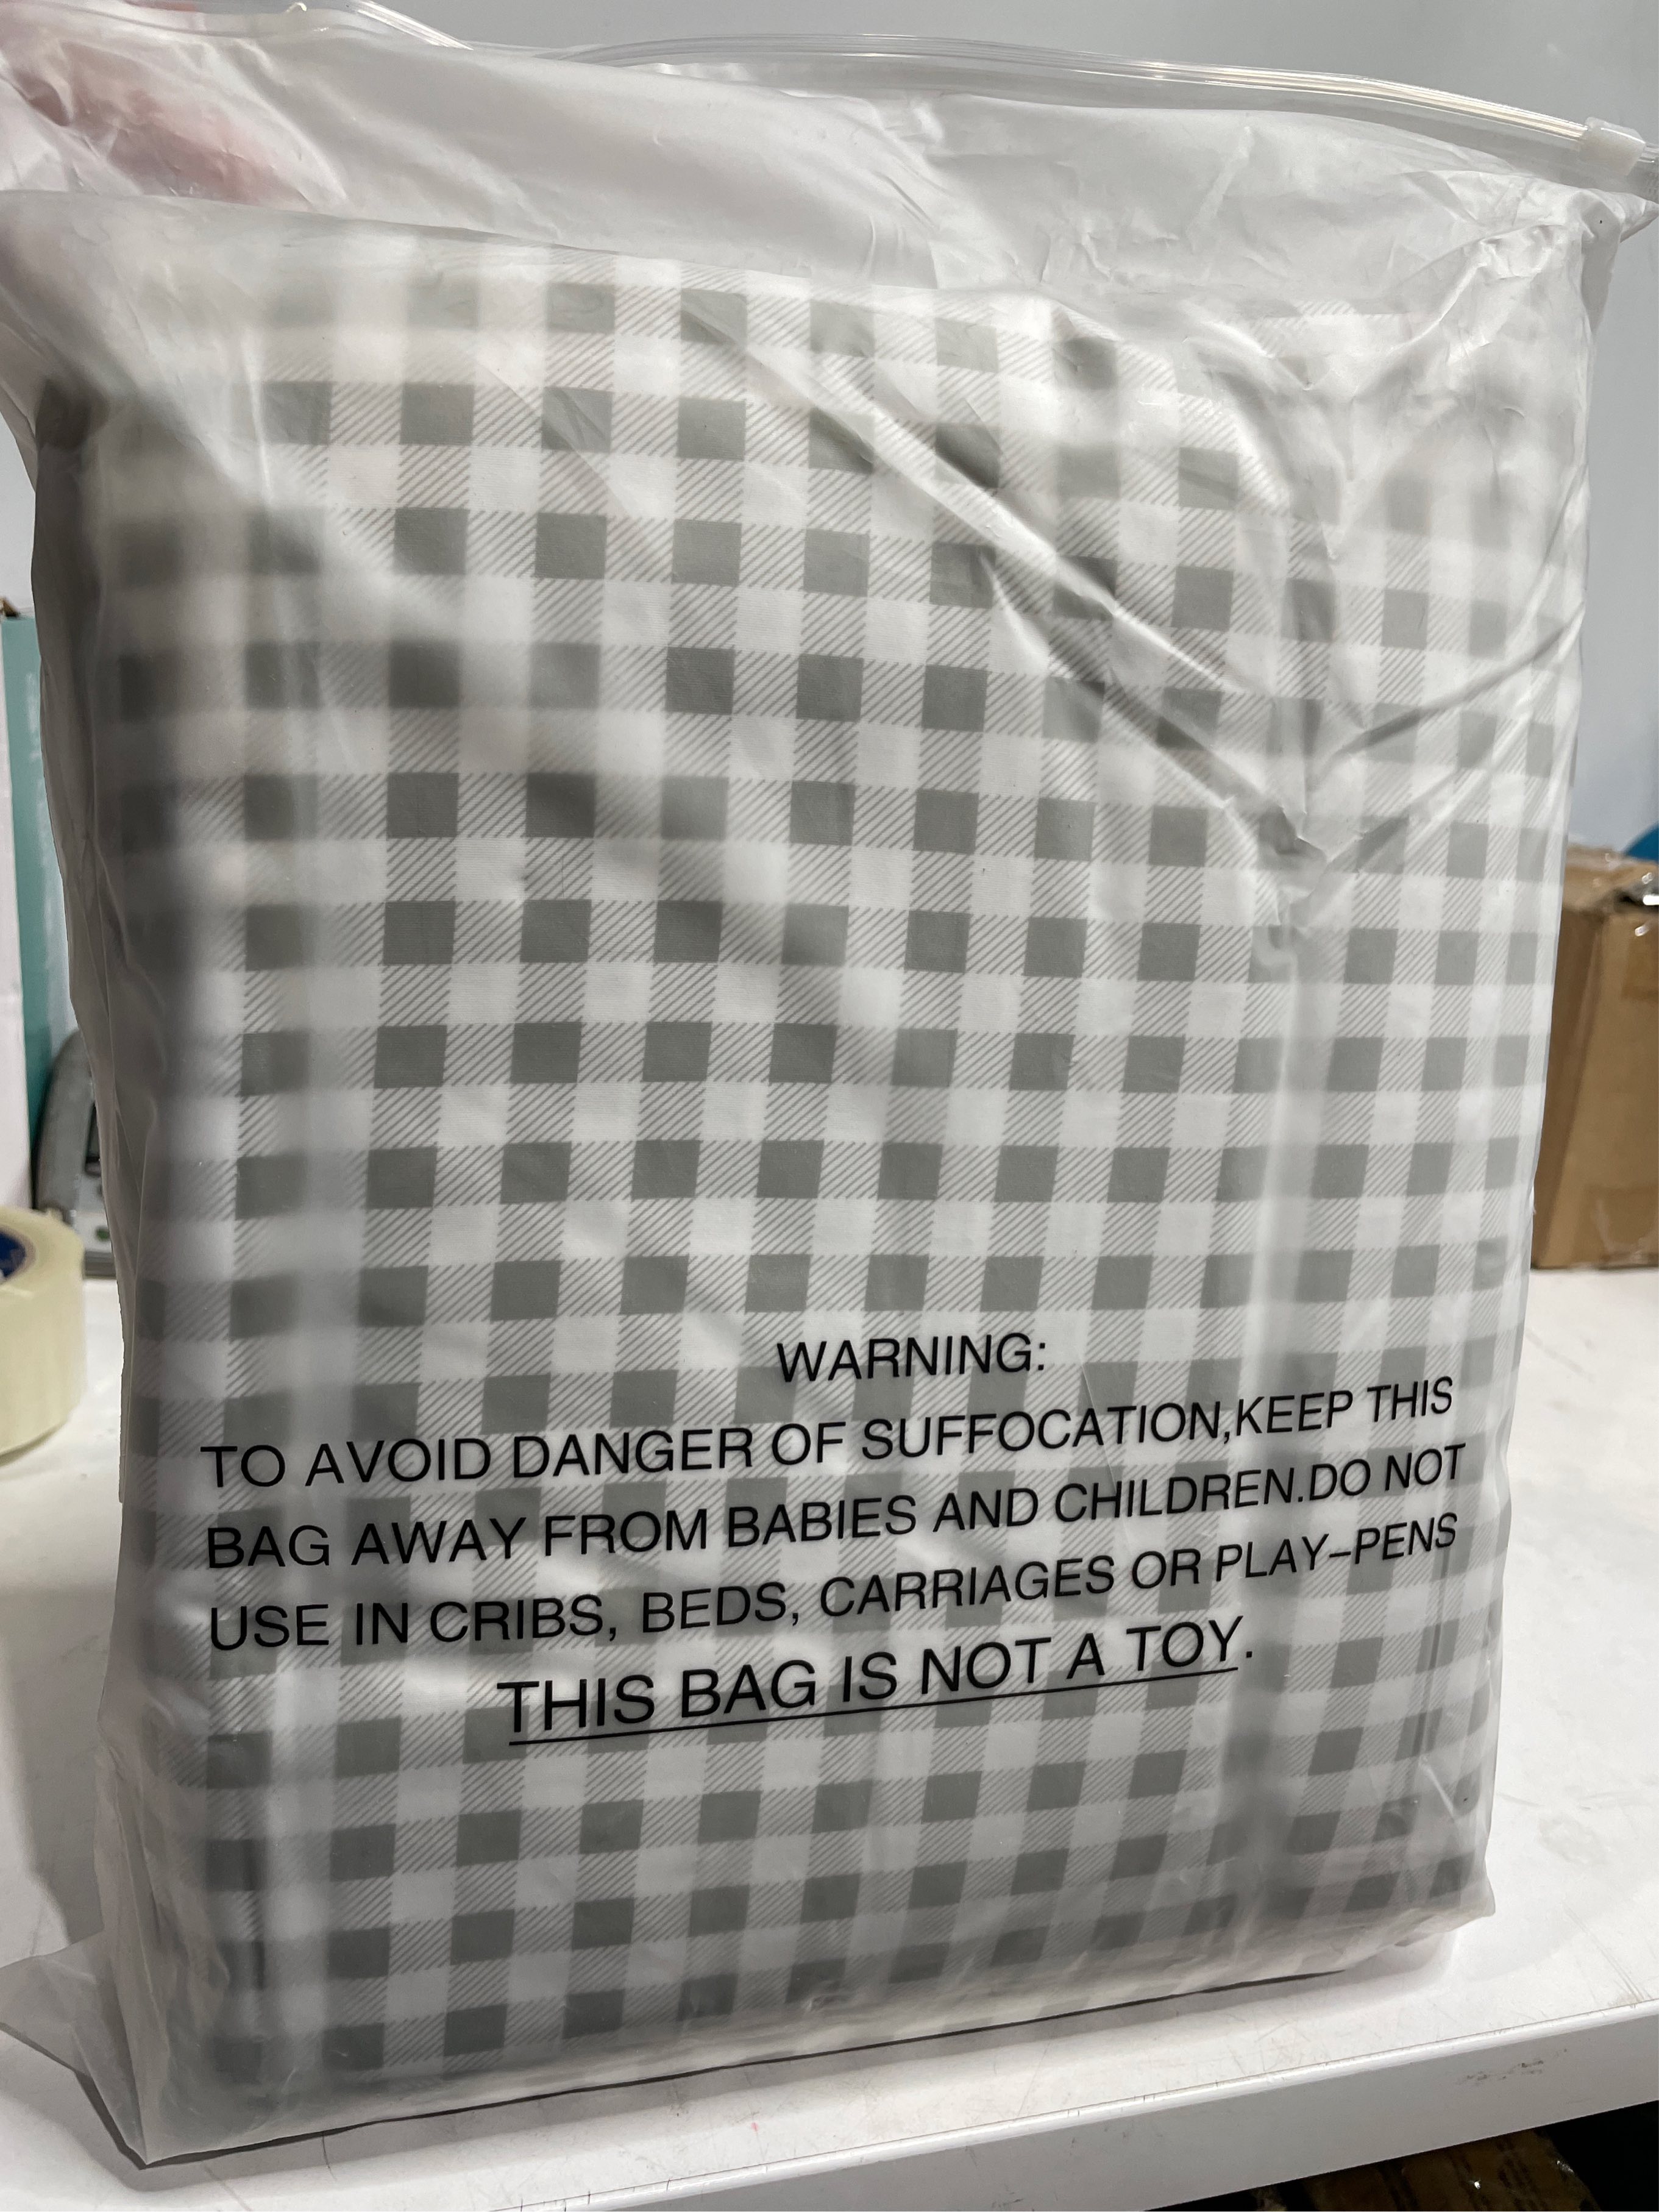 WARNING:
TO AVOID DANGER OF SUFFOCATION,KEEP THIS
BAG AWAY FROM BABIES AND CHILDREN.DO NOT
USE IN CRIBS, BEDS, CARRIAGES OR PLAY-PENS
THIS BAG IS NOT A TOY.